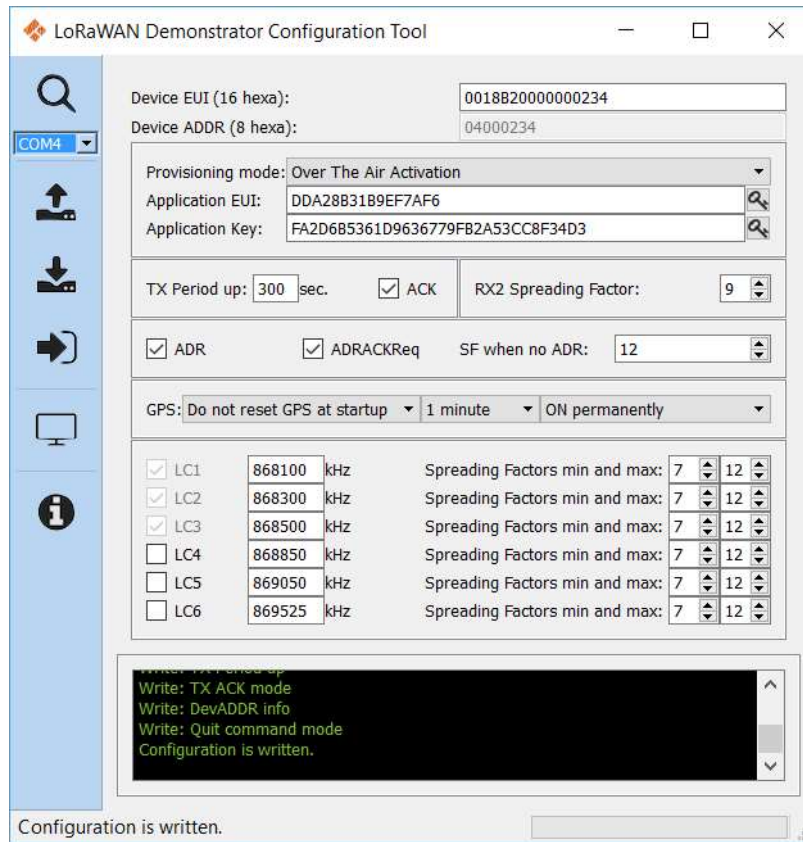 LoRaWAN Demonstrator Configuration Tool
Device EUI (16 hexa): 0018B20000000234
COM4
Device ADDR (8 hexa): 04000234
Provisioning mode: Over The Air Activation
Application EUI: DDA28B31B9EF7AF6
Application Key: FA2D6B5361D9636779FB2A53CC8F34D3
TX Period up: 300 sec. ACK RX2 Spreading Factor: 9
ADR ADRACKReq SF when no ADR: 12
GPS: Do not reset GPS at startup 1 minute ON permanently
LC1 868100 kHz Spreading Factors min and max: 7 12
LC2 868300 kHz Spreading Factors min and max: 7 12
LC3 868500 kHz Spreading Factors min and max: 7 12
LC4 868850 kHz Spreading Factors min and max: 7 12
LC5 869050 kHz Spreading Factors min and max: 7 12
LC6 869525 kHz Spreading Factors min and max: 7 12
Write: TX Period up
Write: TX ACK mode
Write: DevADDR info
Write: Quit command mode
Configuration is written.
Configuration is written.